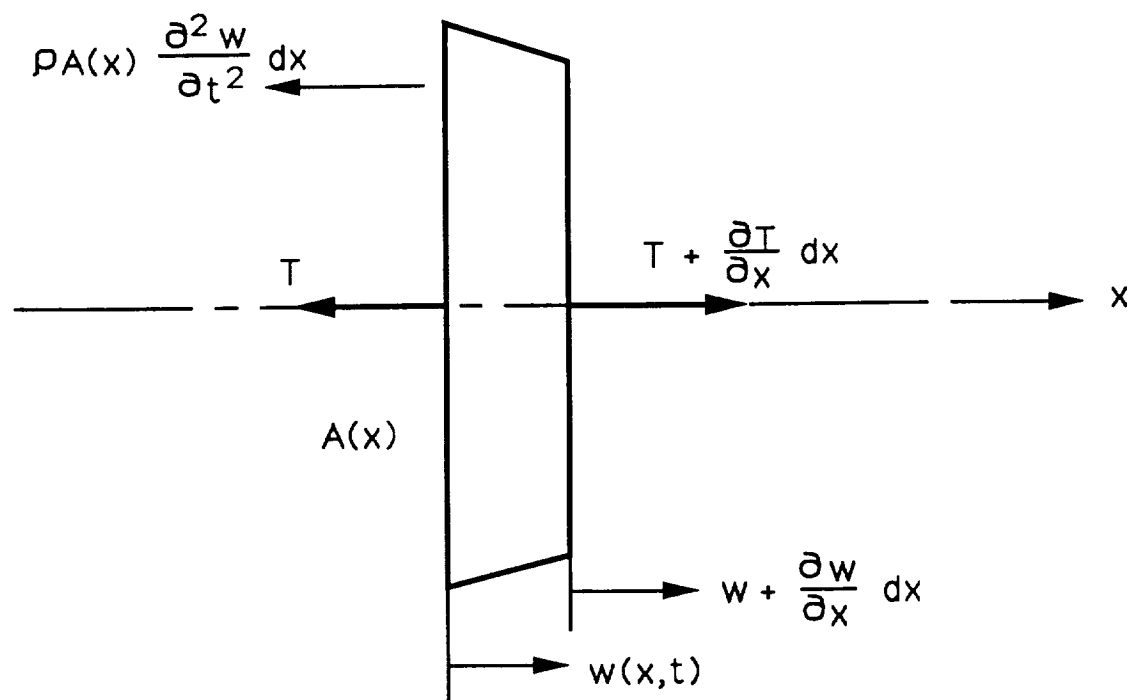 ρA(x) ∂²w/∂t² dx
T
T + ∂T/∂x dx
x
A(x)
w + ∂w/∂x dx
w(x,t)